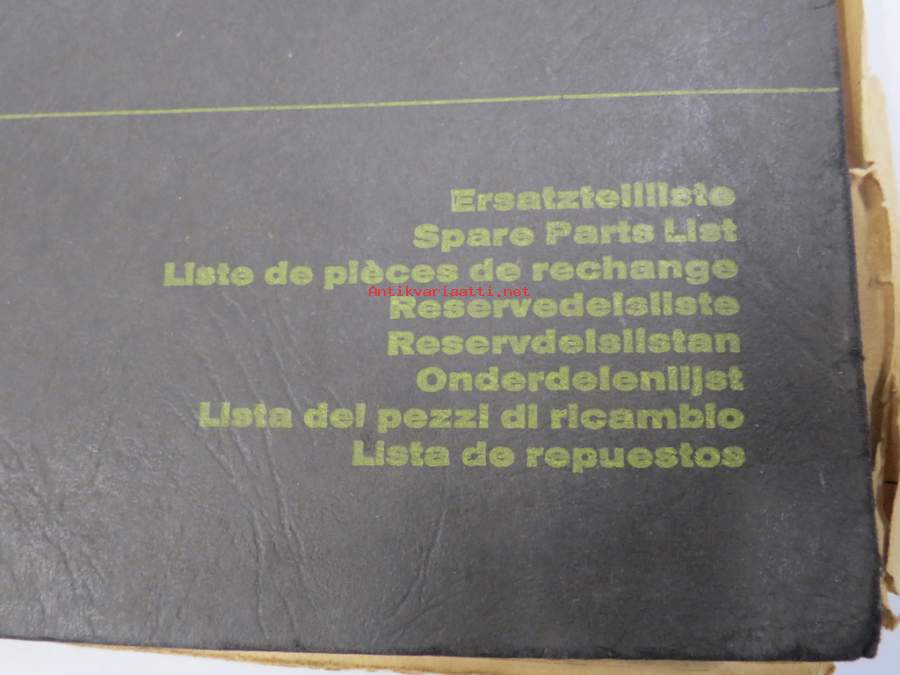 Ersatzteilliste
Spare Parts List
Liste de pièces de rechange
Antikvariaatti.net
Reservedelsliste
Reservdelslistan
Onderdelenlijst
Lista dei pezzi di ricambio
Lista de repuestos